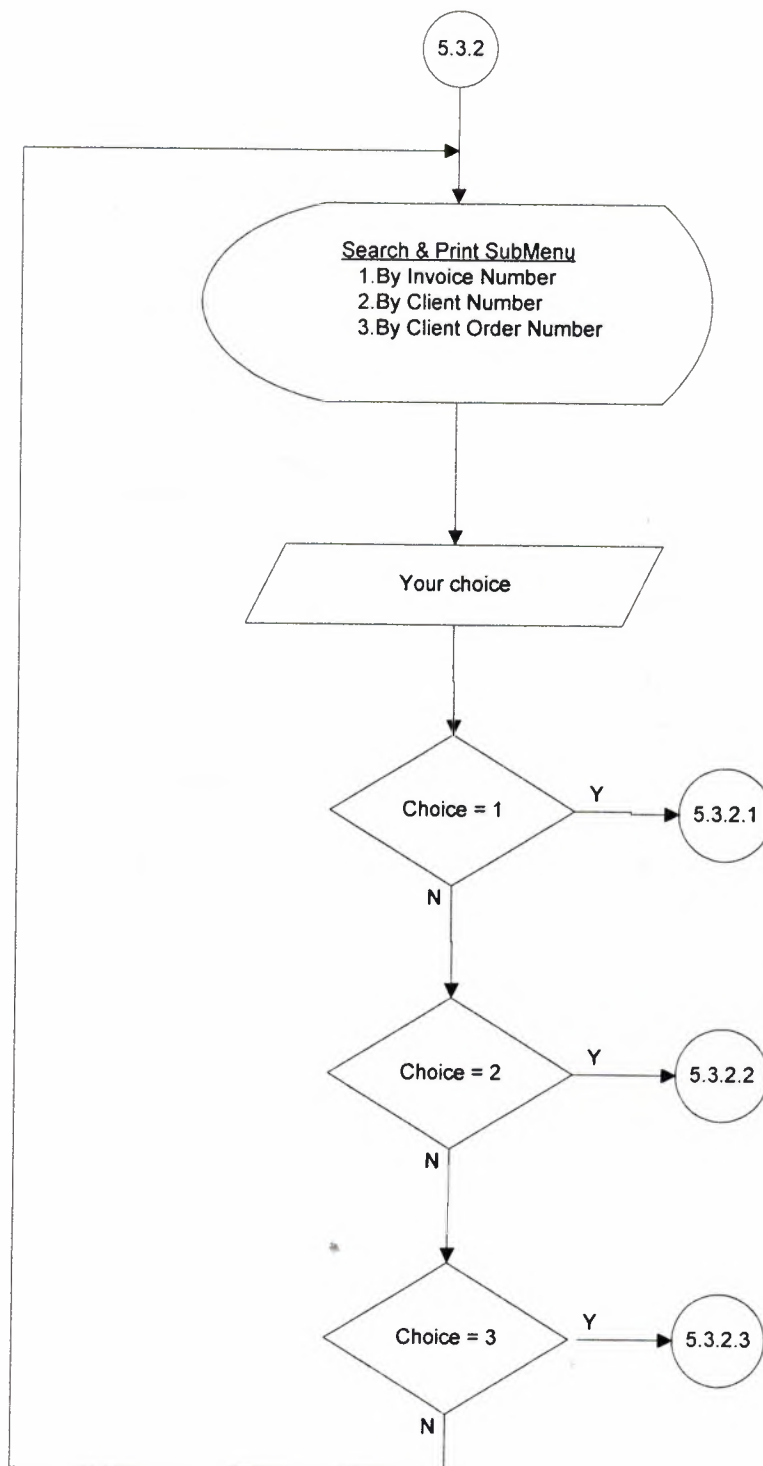 5.3.2
Search & Print SubMenu
1.By Invoice Number
2.By Client Number
3.By Client Order Number
Your choice
Choice = 1
Y
5.3.2.1
N
Choice = 2
Y
5.3.2.2
N
Choice = 3
Y
5.3.2.3
N